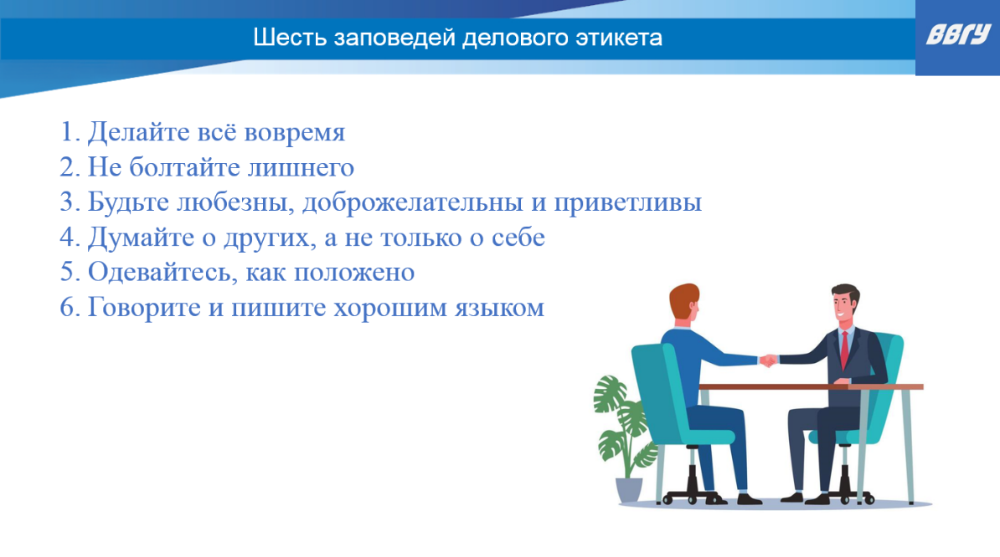 Шесть заповедей делового этикета
ВВГУ
1. Делайте всё вовремя
2. Не болтайте лишнего
3. Будьте любезны, доброжелательны и приветливы
4. Думайте о других, а не только о себе
5. Одевайтесь, как положено
6. Говорите и пишите хорошим языком